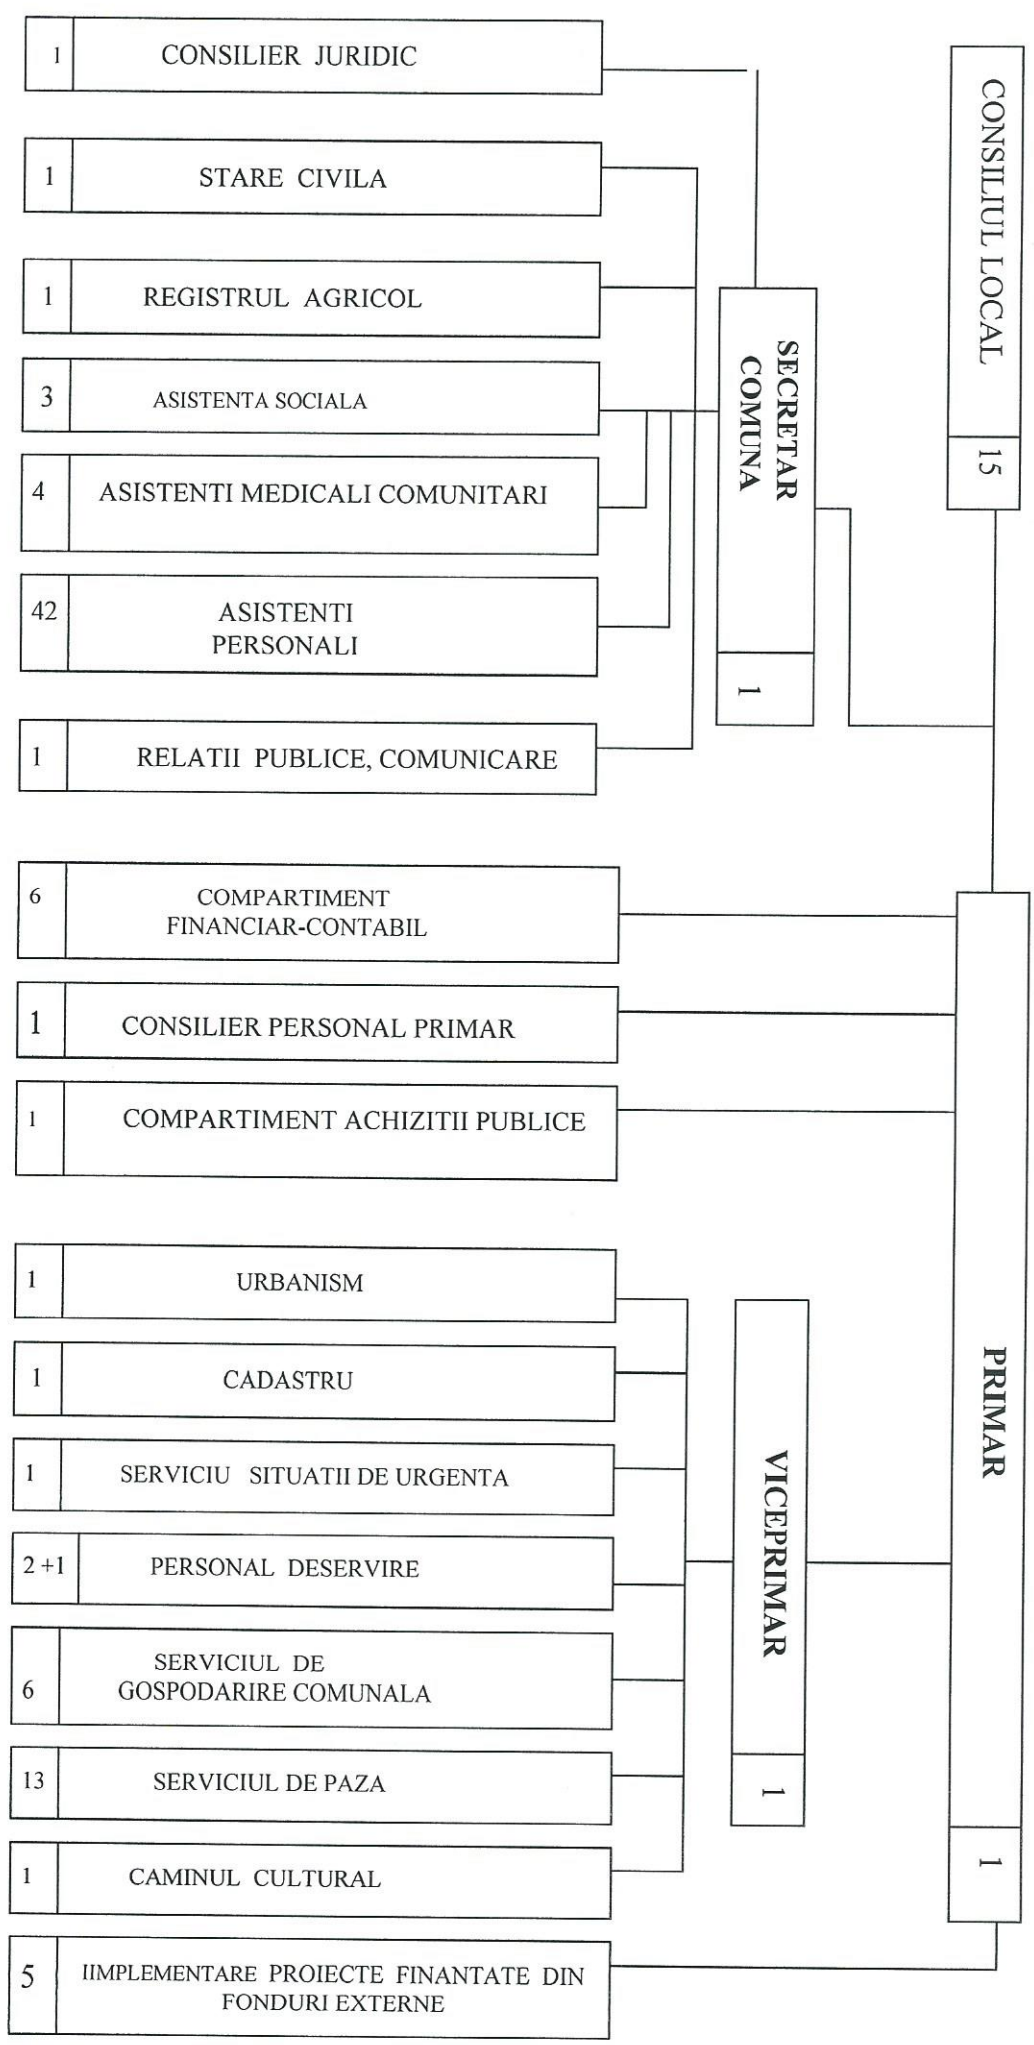 CONSILIUL LOCAL
15
SECRETAR
COMUNA
1
1
CONSILIER JURIDIC
1
STARE CIVILA
1
REGISTRUL AGRICOL
3
ASISTENTA SOCIALA
4
ASISTENTI MEDICALI COMUNITARI
42
ASISTENTI
PERSONALI
1
RELATII PUBLICE, COMUNICARE
PRIMAR
1
6
COMPARTIMENT
FINANCIAR-CONTABIL
1
CONSILIER PERSONAL PRIMAR
1
COMPARTIMENT ACHIZITII PUBLICE
VICEPRIMAR
1
1
URBANISM
1
CADASTRU
1
SERVICIU SITUATII DE URGENTA
2 +1
PERSONAL DESERVIRE
6
SERVICIUL DE
GOSPODARIRE COMUNALA
13
SERVICIUL DE PAZA
1
CAMINUL CULTURAL
5
IIMPLEMENTARE PROIECTE FINANTATE DIN
FONDURI EXTERNE